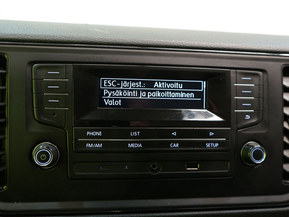 ESC-järjest.: Aktivoitu
Pysäköinti ja paikoittaminen
Valot
PHONE LIST
FM/AM MEDIA CAR SETUP